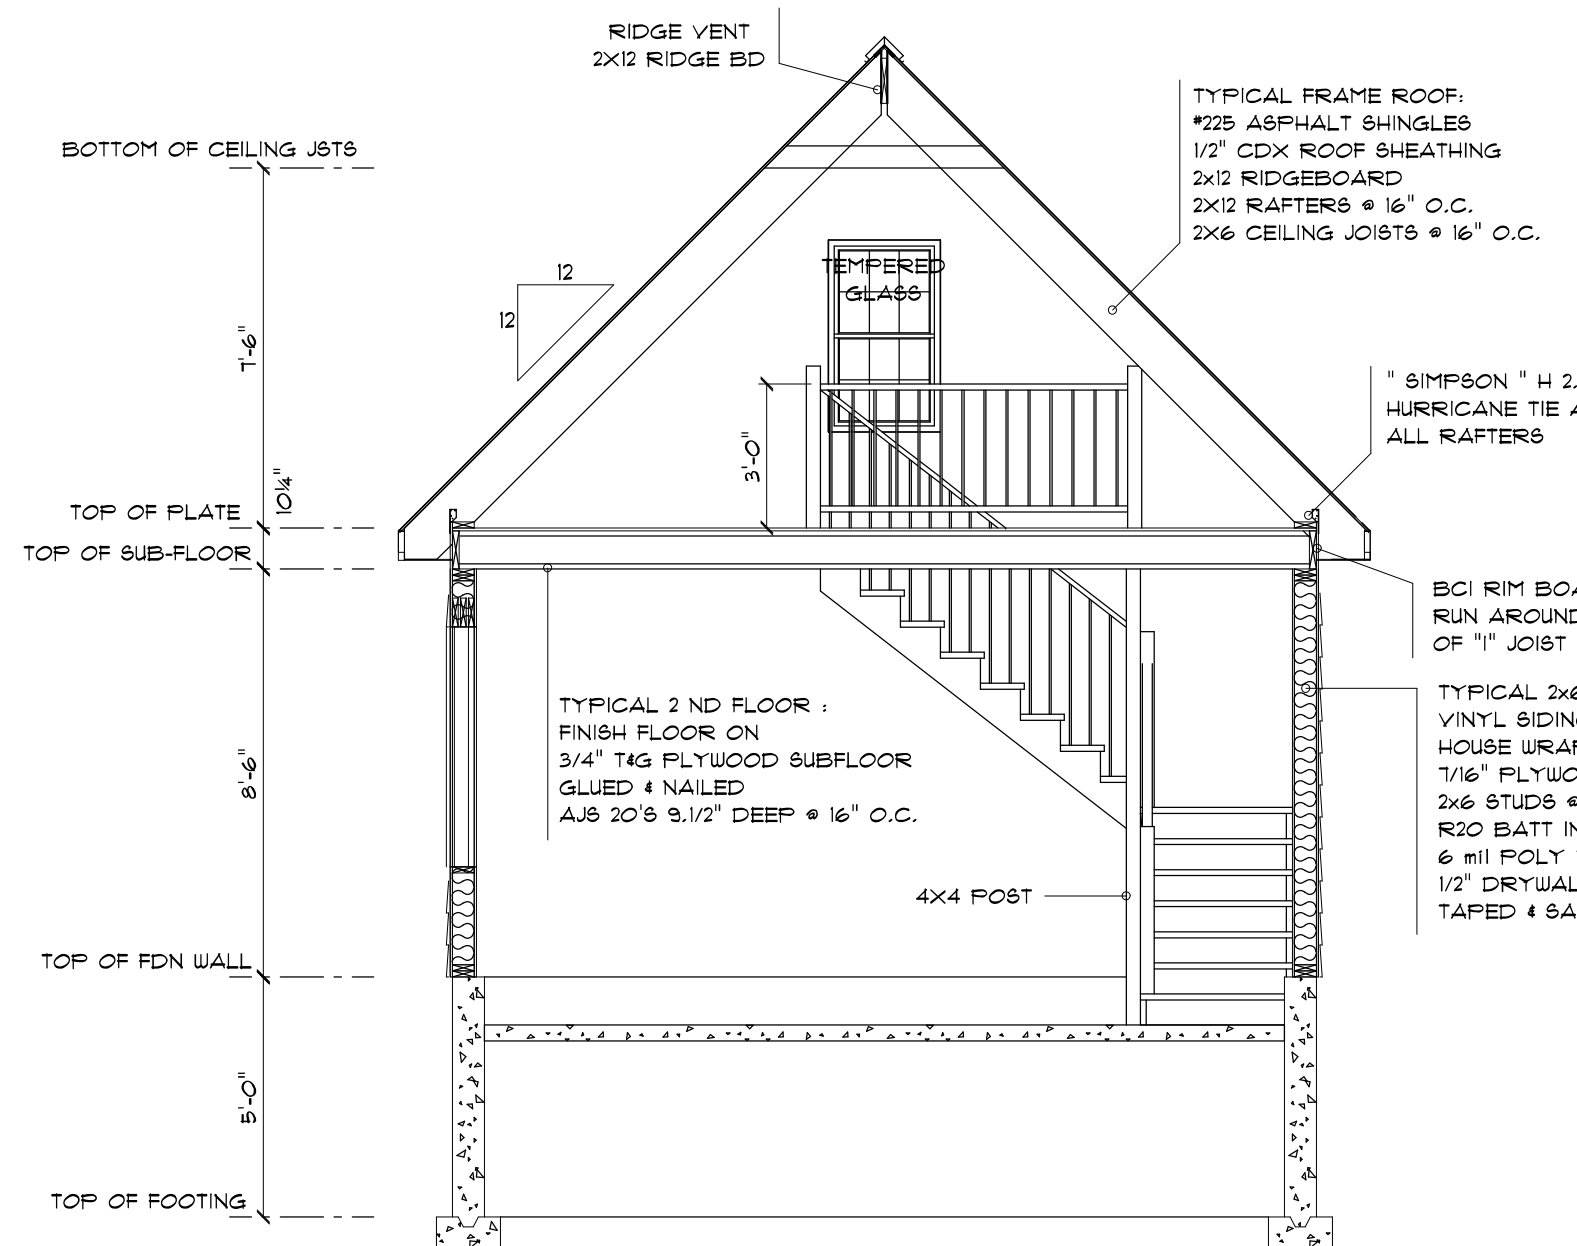 RIDGE VENT
2X12 RIDGE BD
TYPICAL FRAME ROOF:
#225 ASPHALT SHINGLES
1/2" CDX ROOF SHEATHING
2x12 RIDGEBOARD
2X12 RAFTERS @ 16" O.C.
2X6 CEILING JOISTS @ 16" O.C.
BOTTOM OF CEILING JSTS
12
12
TEMPERED
GLASS
7'-6"
" SIMPSON " H 2.
HURRICANE TIE A
ALL RAFTERS
3'-0"
10¼"
TOP OF PLATE
TOP OF SUB-FLOOR
BCI RIM BOA
RUN AROUND
OF "I" JOIST
TYPICAL 2 ND FLOOR :
FINISH FLOOR ON
3/4" T&G PLYWOOD SUBFLOOR
GLUED & NAILED
AJS 20'S 9.1/2" DEEP @ 16" O.C.
8'-6"
TYPICAL 2x6
VINYL SIDING
HOUSE WRAP
7/16" PLYWO
2x6 STUDS @
R20 BATT IN
6 mil POLY
1/2" DRYWAL
TAPED & SA
4X4 POST
TOP OF FDN WALL
5'-0"
TOP OF FOOTING